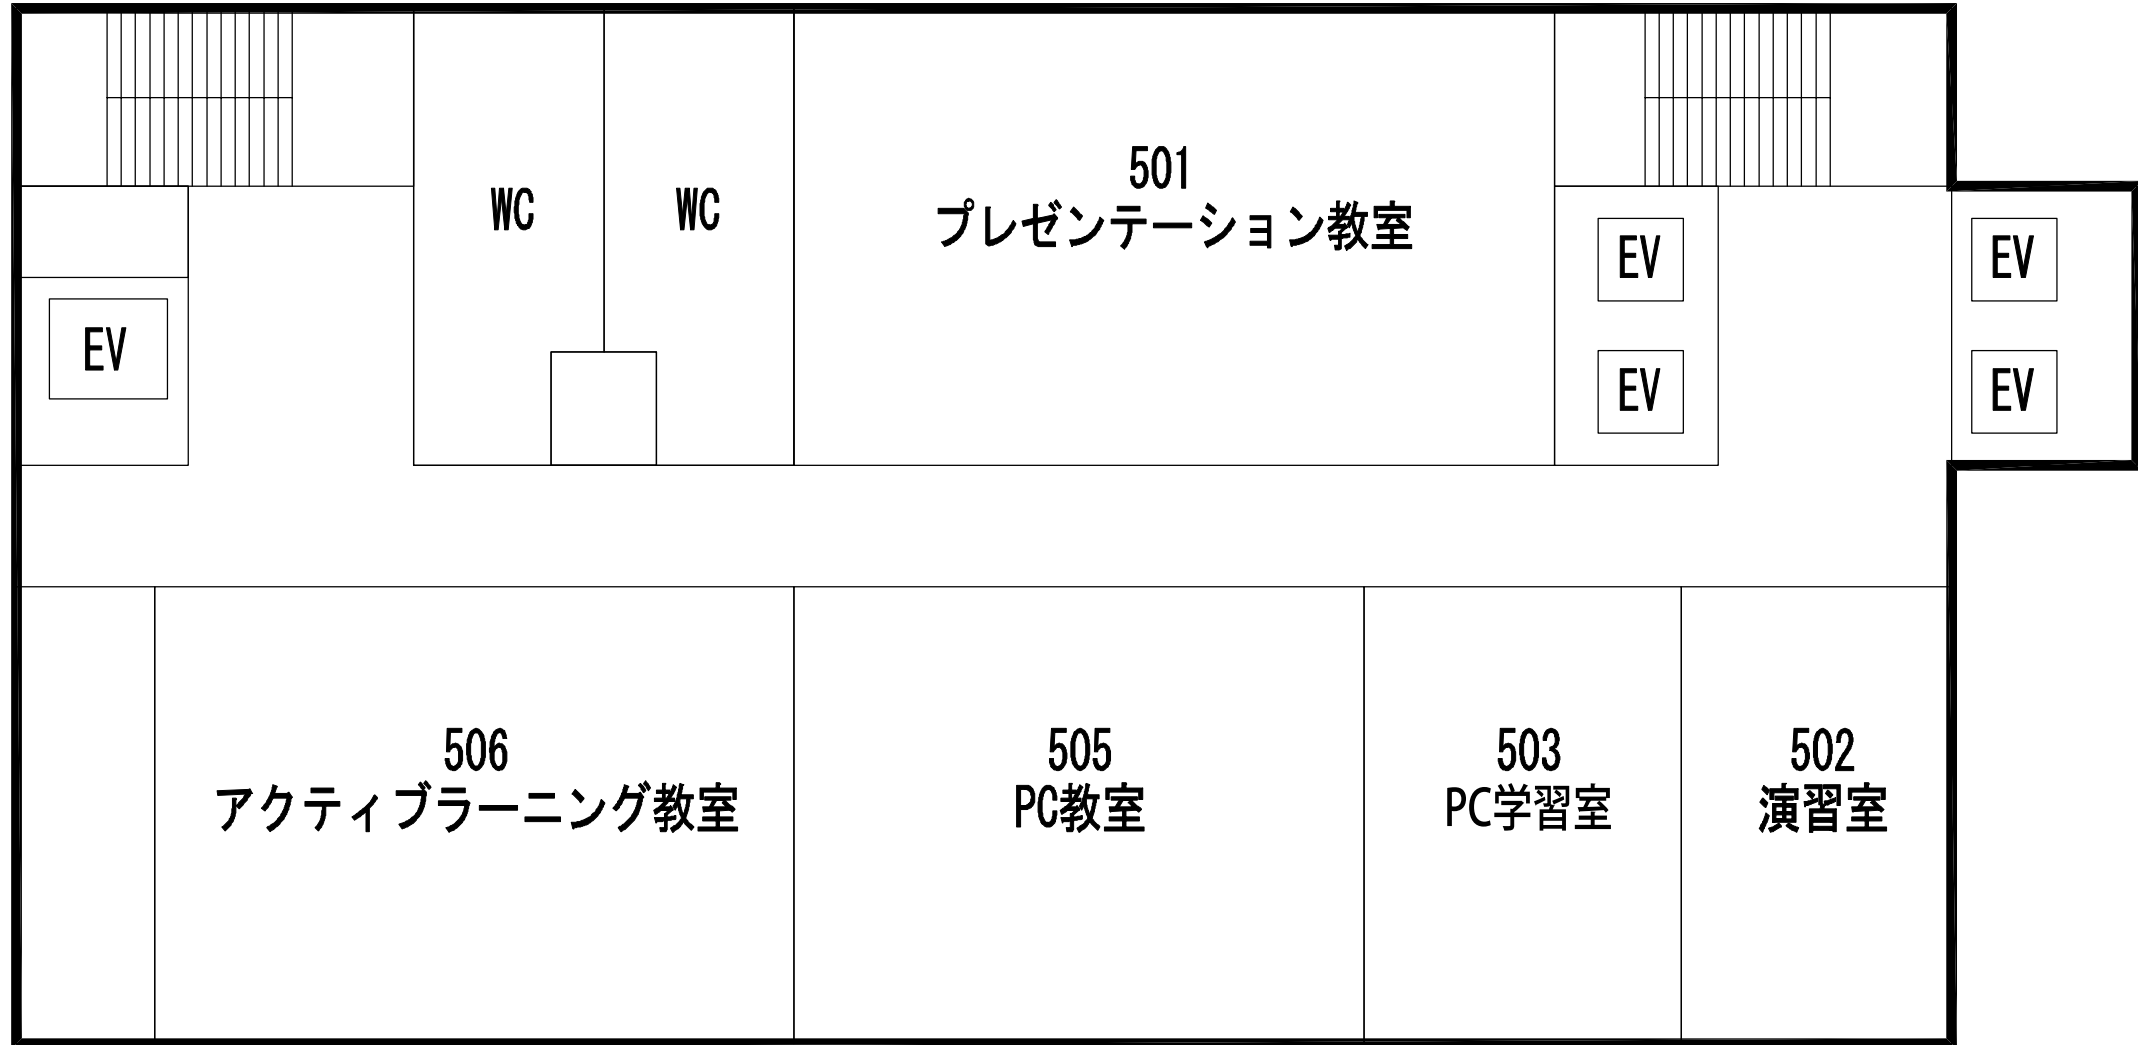 501
プレゼンテーション教室
WC
WC
EV
EV
EV
EV
EV
506
アクティブラーニング教室
505
PC教室
503
PC学習室
502
演習室